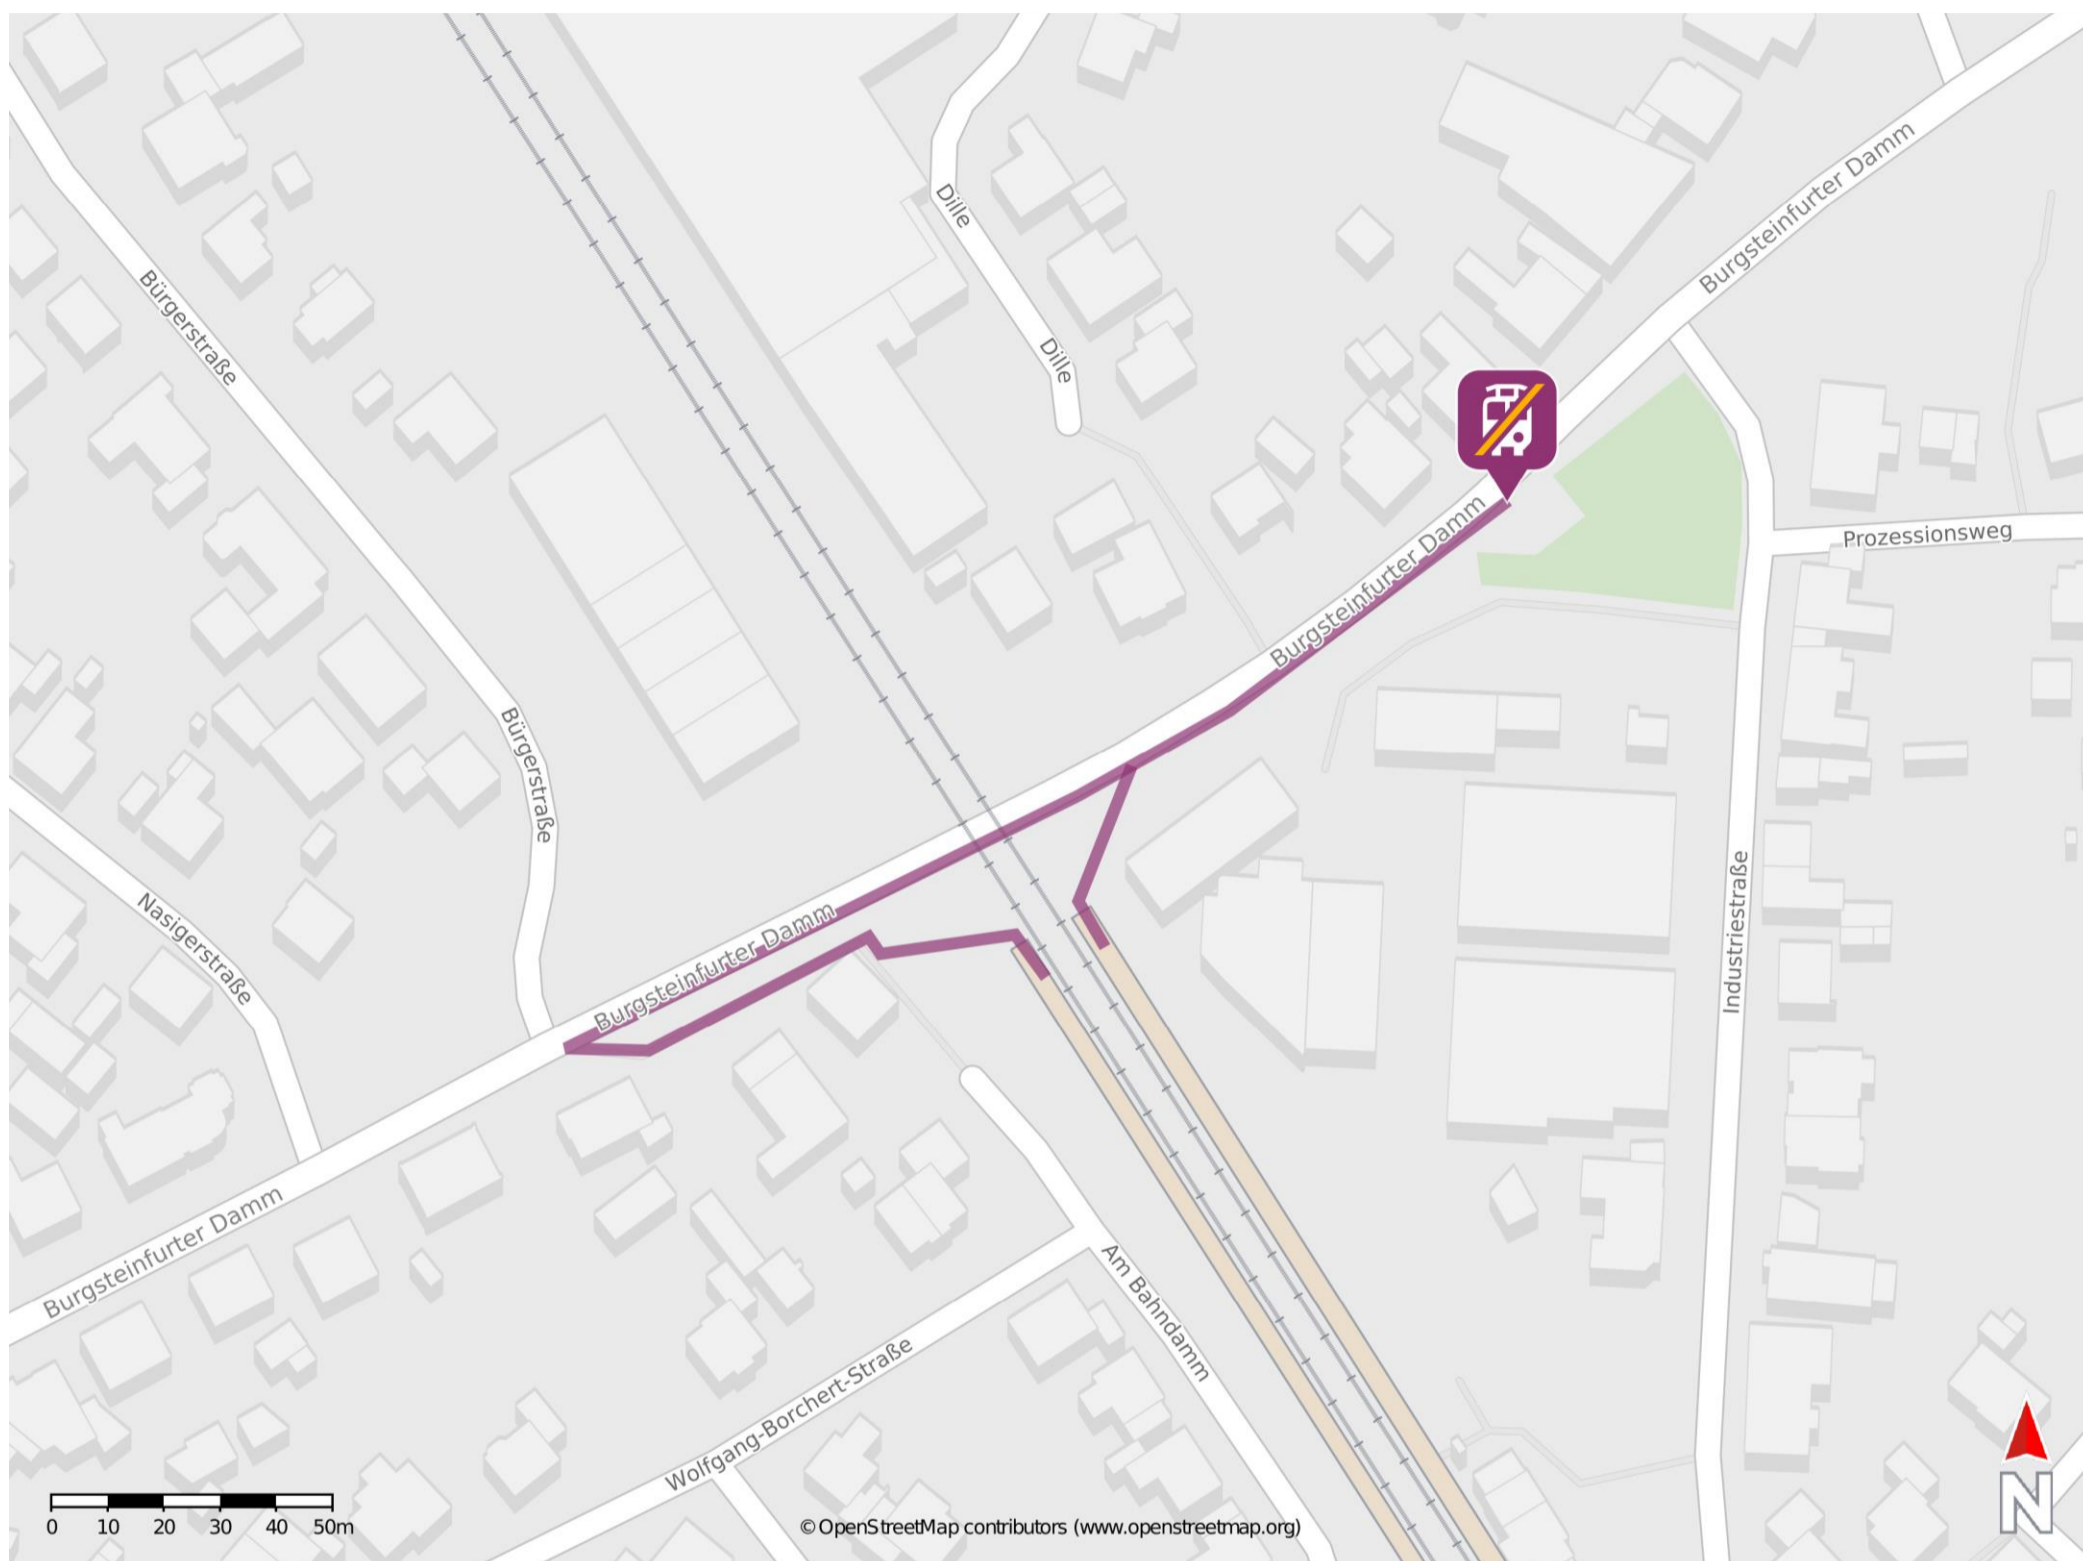 Burgsteinfurter Damm
Dille
Bürgerstraße
Dille
Burgsteinfurter Damm
Prozessionsweg
Bürgerstraße
Nasigerstraße
Burgsteinfurter Damm
Industriestraße
Burgsteinfurter Damm
Am Bahndamm
Wolfgang-Borchert-Straße
N
0 10 20 30 40 50m
© OpenStreetMap contributors (www.openstreetmap.org)